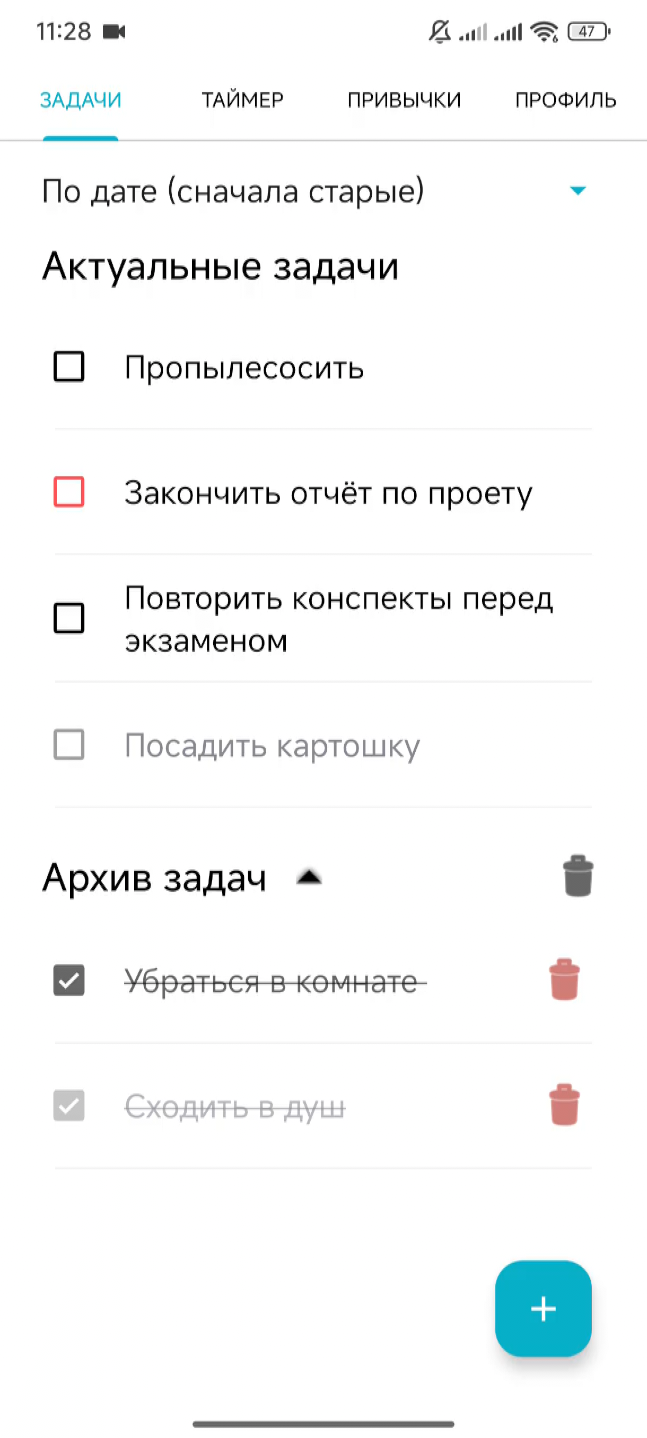 11:28
47
ЗАДАЧИ ТАЙМЕР ПРИВЫЧКИ ПРОФИЛЬ
По дате (сначала старые)
Актуальные задачи
Пропылесосить
Закончить отчёт по проету
Повторить конспекты перед
экзаменом
Посадить картошку
Архив задач
Убраться в комнате
Сходить в душ
+